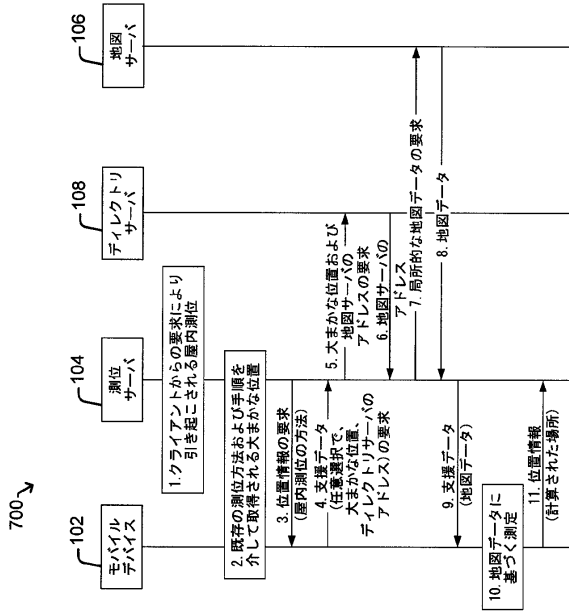 700
102
モバイル
デバイス
104
測位
サーバ
108
ディレクトリ
サーバ
106
地図
サーバ
1.クライアントからの要求により
引き起こされる屋内測位
2. 既存の測位方法および手順を
介して取得される大まかな位置
3. 位置情報の要求
(屋内測位の方法)
4. 支援データ
(任意選択で、
大まかな位置、
ディレクトリサーバの
アドレス)の要求
5. 大まかな位置および
地図サーバの
アドレスの要求
6. 地図サーバの
アドレス
7. 局所的な地図データの要求
8. 地図データ
9. 支援データ
(地図データ)
10. 地図データに
基づく測定
11. 位置情報
(計算された場所)